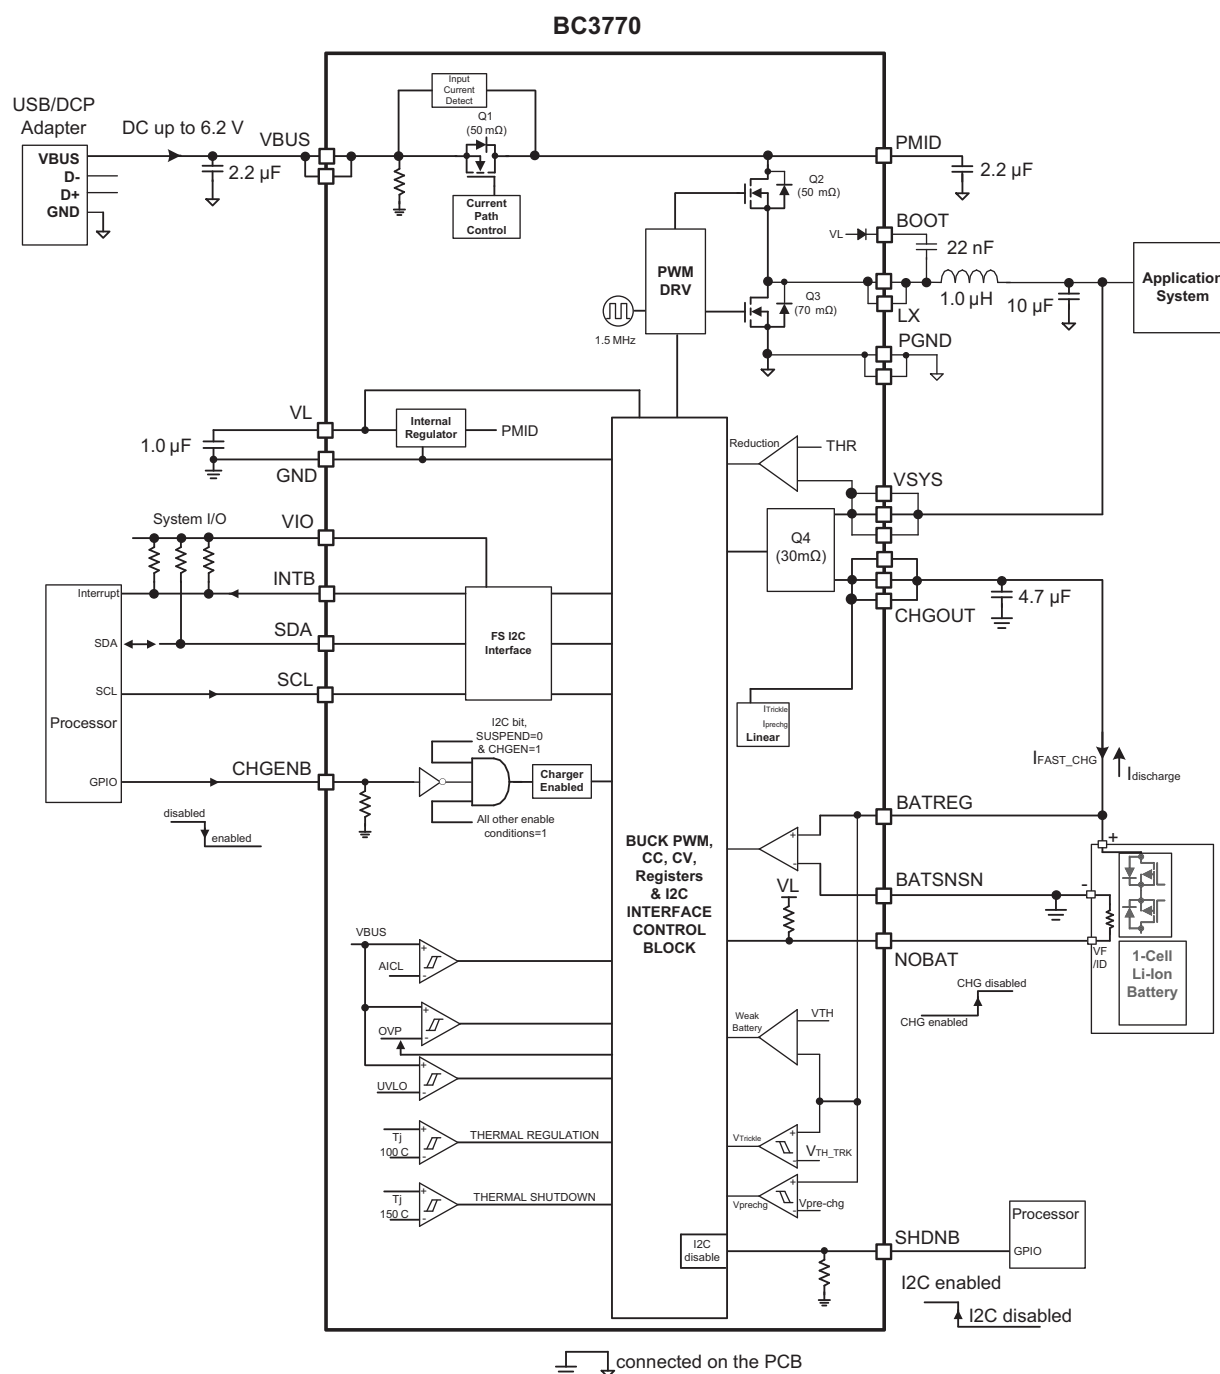 BC3770
USB/DCP
Adapter
DC up to 6.2 V
VBUS
D-
D+
GND
2.2 µF
VBUS
Input
Current
Detect
Q1
(50 mΩ)
Current
Path
Control
PMID
2.2 µF
Q2
(50 mΩ)
BOOT
VL
22 nF
PWM
DRV
1.5 MHz
Q3
(70 mΩ)
LX
1.0 µH
10 µF
Application
System
PGND
VL
1.0 µF
GND
Internal
Regulator
PMID
Reduction
THR
VSYS
Q4
(30mΩ)
CHGOUT
4.7 µF
System I/O
VIO
INTB
SDA
SCL
Interrupt
SDA
SCL
Processor
GPIO
FS I2C
Interface
ITrickle
Iprechg
Linear
I2C bit,
SUSPEND=0
& CHGEN=1
CHGENB
Charger
Enabled
All other enable
conditions=1
disabled
enabled
IFAST_CHG
Idischarge
BATREG
+
-
BUCK PWM,
CC, CV,
Registers
& I2C
INTERFACE
CONTROL
BLOCK
+
-
VL
BATSNSN
+
-
NOBAT
VF
/ID
1-Cell
Li-Ion
Battery
CHG disabled
CHG enabled
VBUS
AICL
+
-
OVP
+
-
UVLO
+
-
Tj
100 C
+
-
THERMAL REGULATION
Tj
150 C
+
-
THERMAL SHUTDOWN
Weak
Battery
VTH
VTrickle
VTH_TRK
+
-
Vprechg
Vpre-chg
I2C
disable
SHDNB
Processor
GPIO
I2C enabled
I2C disabled
connected on the PCB